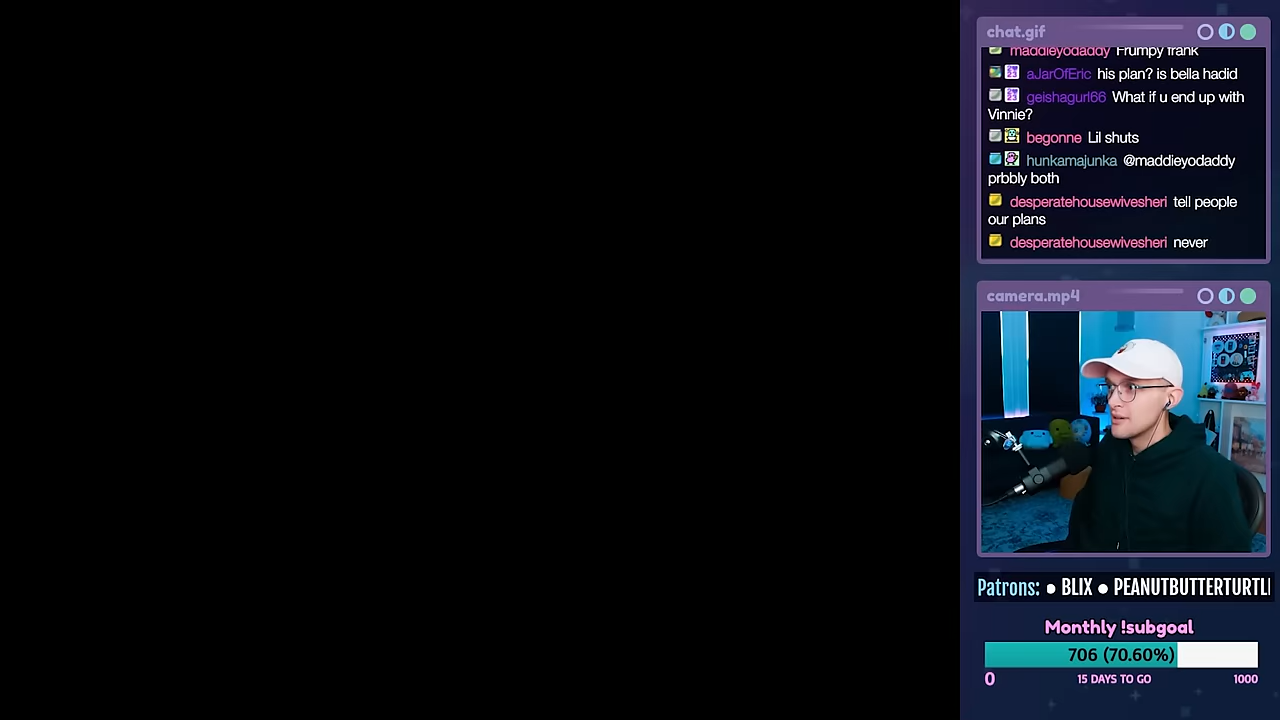 chat.gif
maddieyodaddy Frumpy frank
aJarOfEric his plan? is bella hadid
geishagurl66 What if u end up with
Vinnie?
begonne Lil shuts
hunkamajunka @maddieyodaddy
prbbly both
desperatehousewivesheri tell people
our plans
desperatehousewivesheri never
camera.mp4
Patrons: ● BLIX ● PEANUTBUTTERTURTL
Monthly !subgoal
706 (70.60%)
0 15 DAYS TO GO 1000